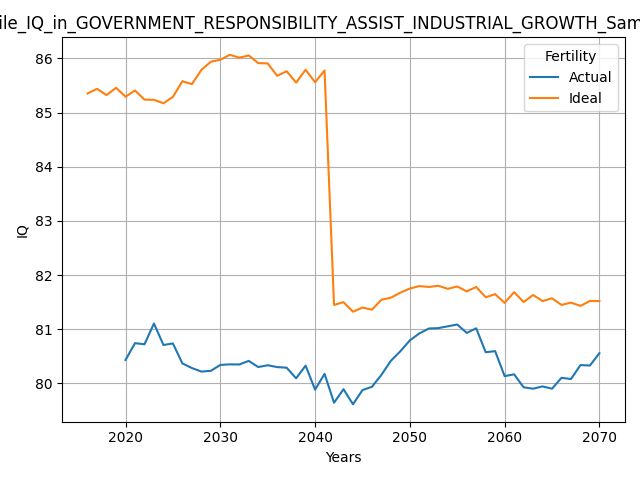 ile_IQ_in_GOVERNMENT_RESPONSIBILITY_ASSIST_INDUSTRIAL_GROWTH_Sam
Fertility
Actual
Ideal
86
85
84
83
82
81
80
IQ
2020
2030
2040
2050
2060
2070
Years